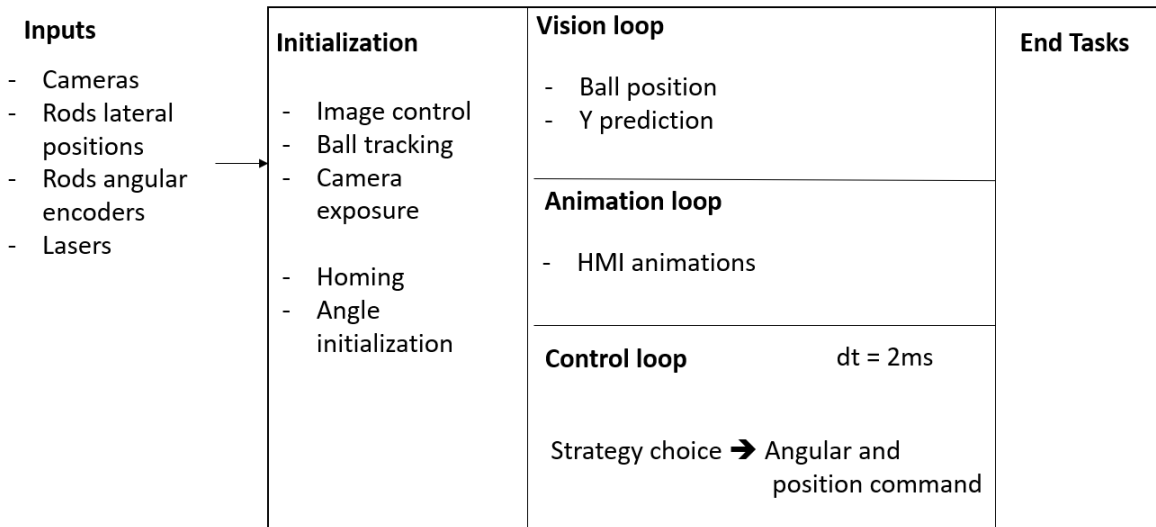 Inputs
- Cameras
- Rods lateral
positions
- Rods angular
encoders
- Lasers
Initialization
- Image control
- Ball tracking
- Camera
exposure
- Homing
- Angle
initialization
Vision loop
- Ball position
- Y prediction
Animation loop
- HMI animations
Control loop dt = 2ms
Strategy choice ➔ Angular and
position command
End Tasks